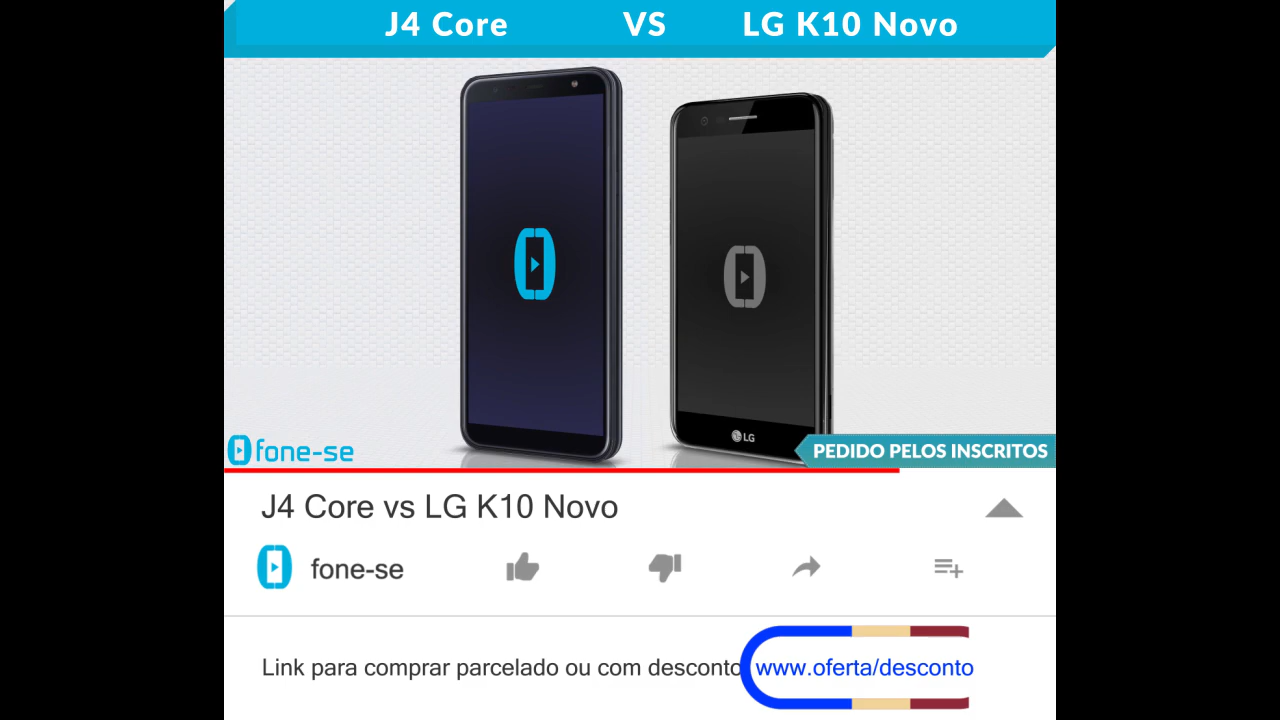 J4 Core VS LG K10 Novo
LG
fone-se
PEDIDO PELOS INSCRITOS
J4 Core vs LG K10 Novo
fone-se
Link para comprar parcelado ou com desconto www.oferta/desconto